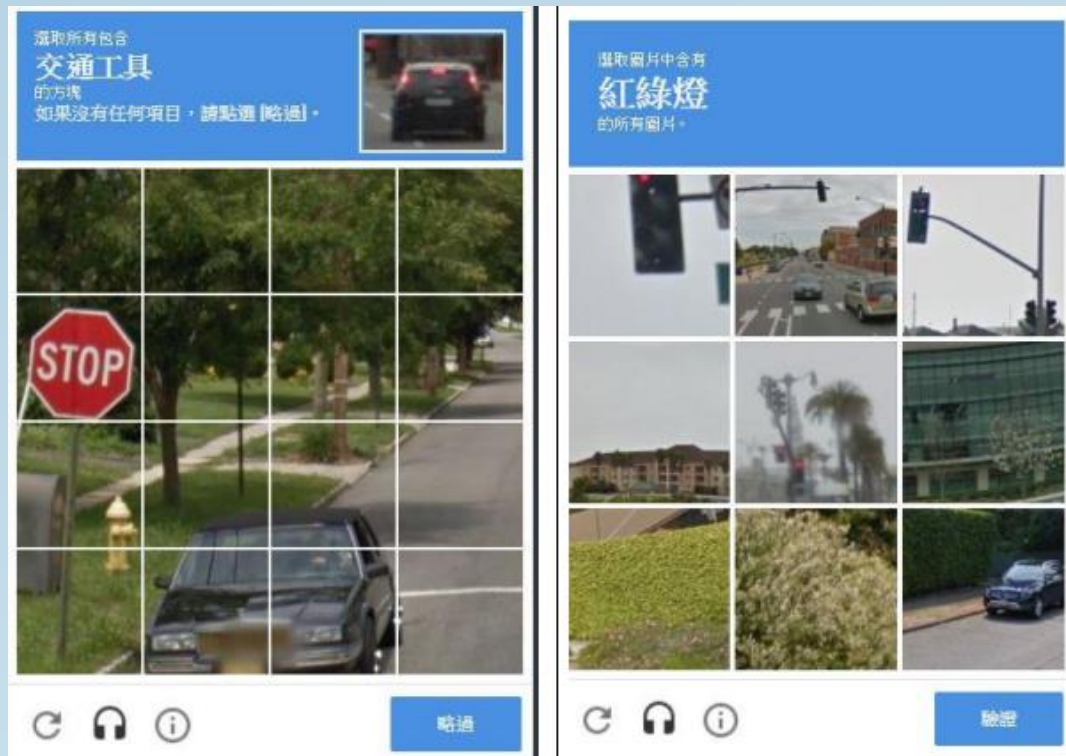 選取所有包含
交通工具
的方塊
如果沒有任何項目，請點選 [略過]。
STOP
略過
選取圖片中含有
紅綠燈
的所有圖片。
驗證